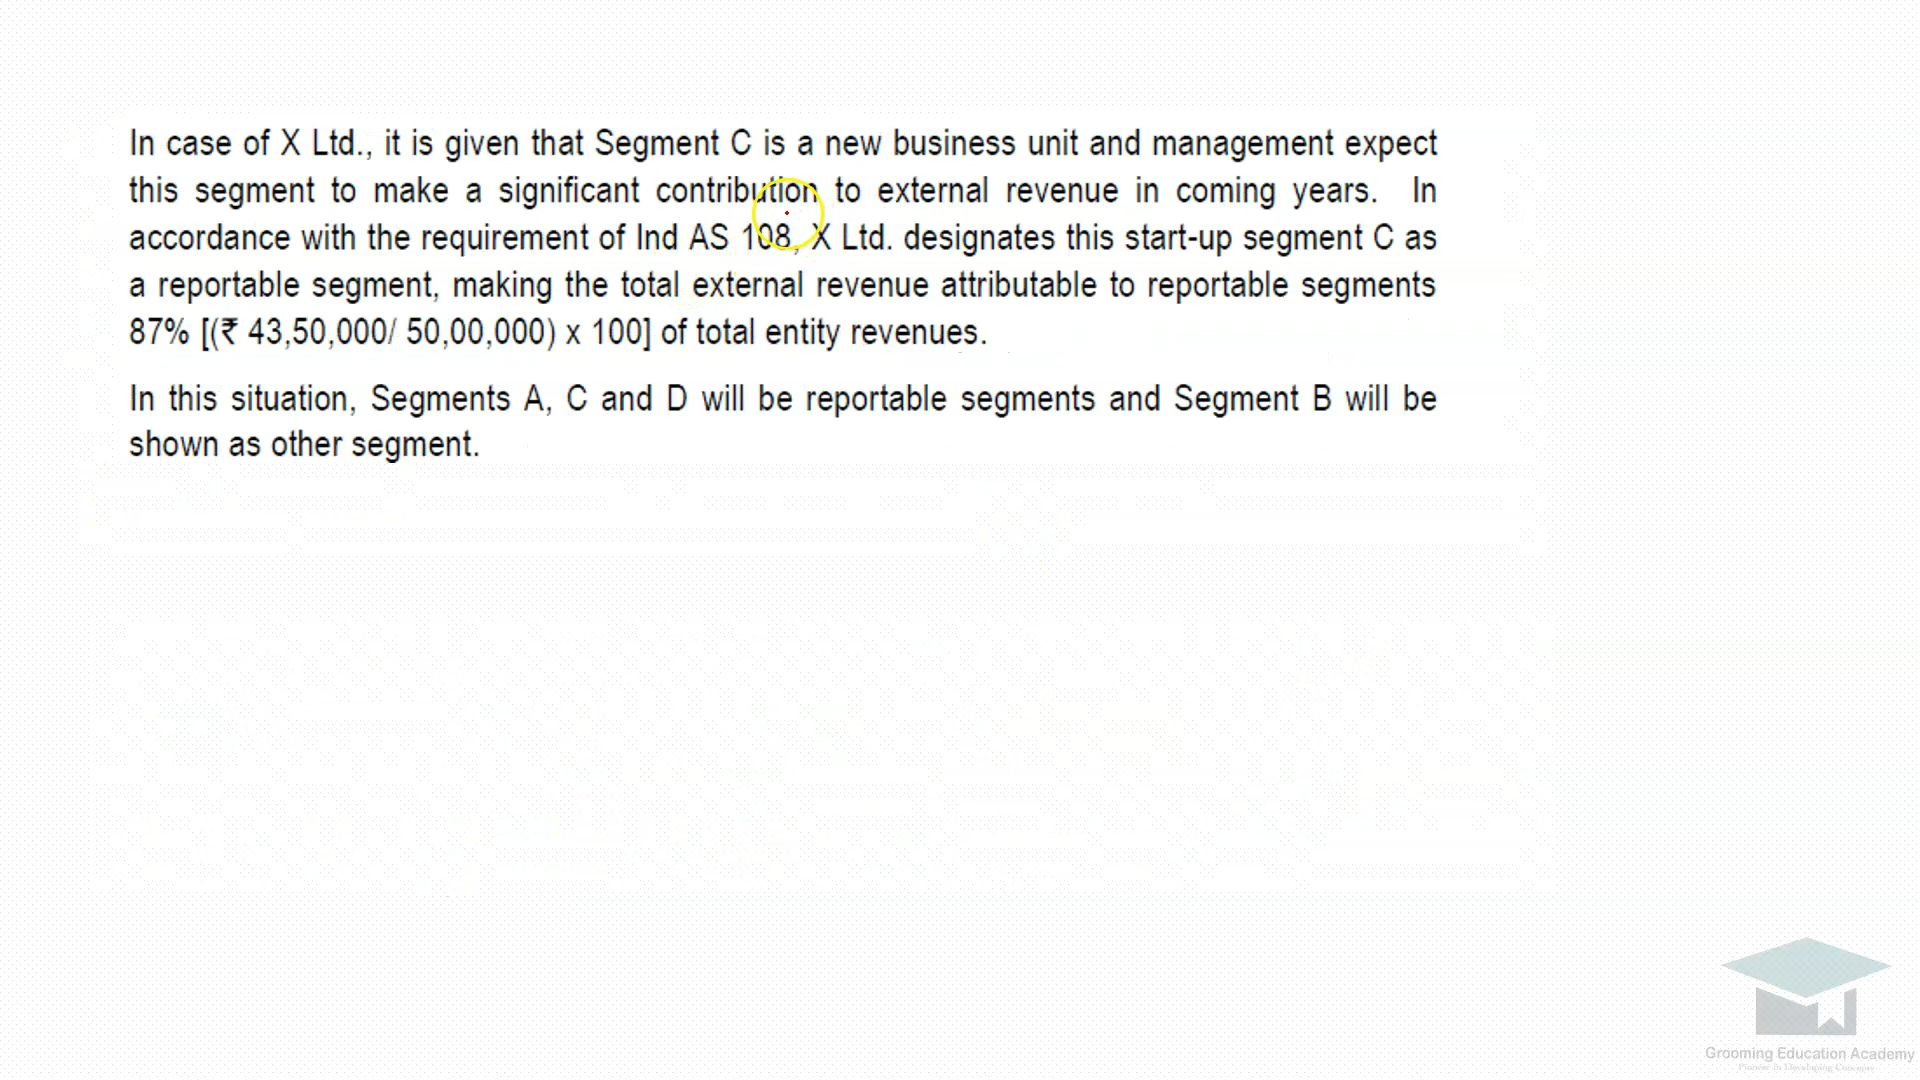 In case of X Ltd., it is given that Segment C is a new business unit and management expect
this segment to make a significant contribution to external revenue in coming years. In
accordance with the requirement of Ind AS 108, X Ltd. designates this start-up segment C as
a reportable segment, making the total external revenue attributable to reportable segments
87% [(₹ 43,50,000/ 50,00,000) x 100] of total entity revenues.
In this situation, Segments A, C and D will be reportable segments and Segment B will be
shown as other segment.
Grooming Education Academy
Pioneer In Developing Concepts